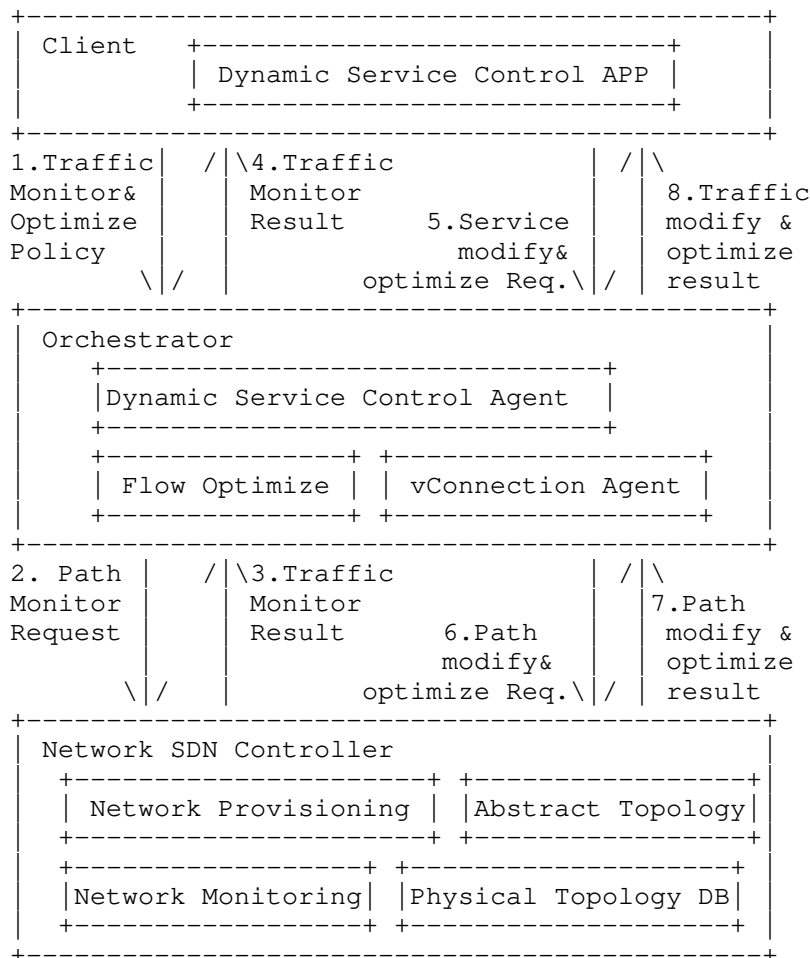 Client
Dynamic Service Control APP
1.Traffic 4.Traffic
Monitor& Monitor 8.Traffic
Optimize Result 5.Service modify &
Policy modify& optimize
optimize Req. result
Orchestrator
Dynamic Service Control Agent
Flow Optimize vConnection Agent
2. Path 3.Traffic
Monitor Monitor 7.Path
Request Result 6.Path modify &
modify& optimize
optimize Req. result
Network SDN Controller
Network Provisioning Abstract Topology
Network Monitoring Physical Topology DB